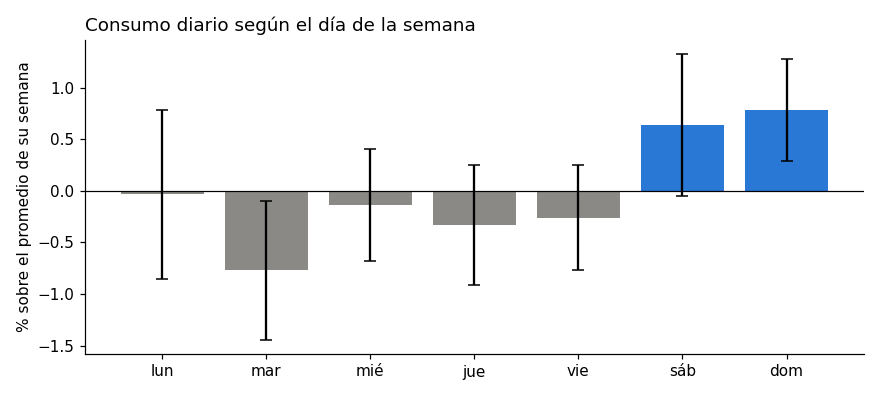 Consumo diario según el día de la semana
% sobre el promedio de su semana
1.0
0.5
0.0
−0.5
−1.0
−1.5
lun mar mié jue vie sáb dom